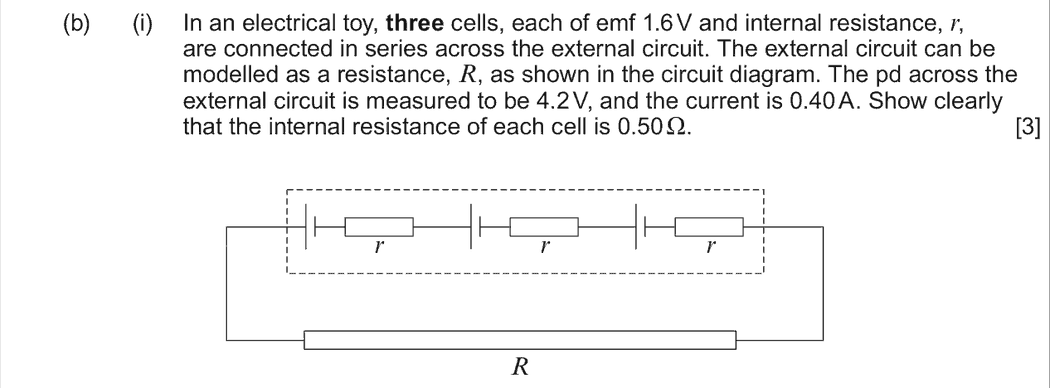 (b) (i) In an electrical toy, three cells, each of emf 1.6 V and internal resistance, r,
are connected in series across the external circuit. The external circuit can be
modelled as a resistance, R, as shown in the circuit diagram. The pd across the
external circuit is measured to be 4.2 V, and the current is 0.40 A. Show clearly
that the internal resistance of each cell is 0.50 Ω. [3]
r r r
R